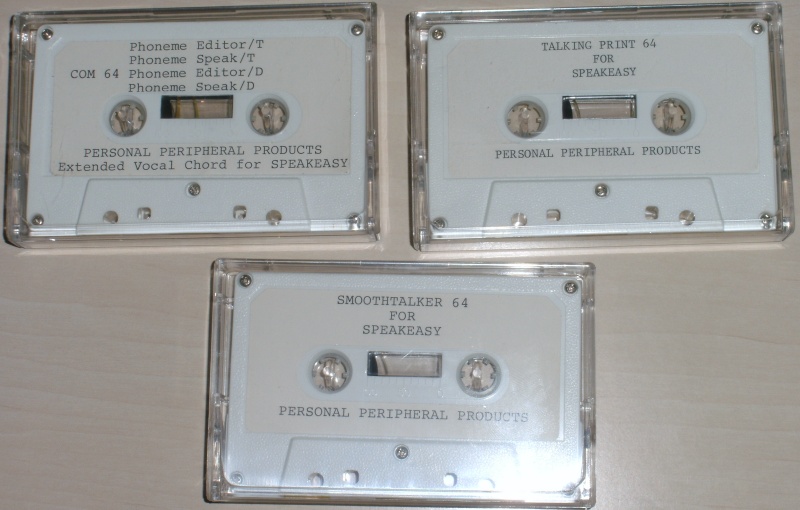 Phoneme Editor/T
Phoneme Speak/T
COM 64 Phoneme Editor/D
Phoneme Speak/D
PERSONAL PERIPHERAL PRODUCTS
Extended Vocal Chord for SPEAKEASY
TALKING PRINT 64
FOR
SPEAKEASY
PERSONAL PERIPHERAL PRODUCTS
SMOOTHTALKER 64
FOR
SPEAKEASY
PERSONAL PERIPHERAL PRODUCTS